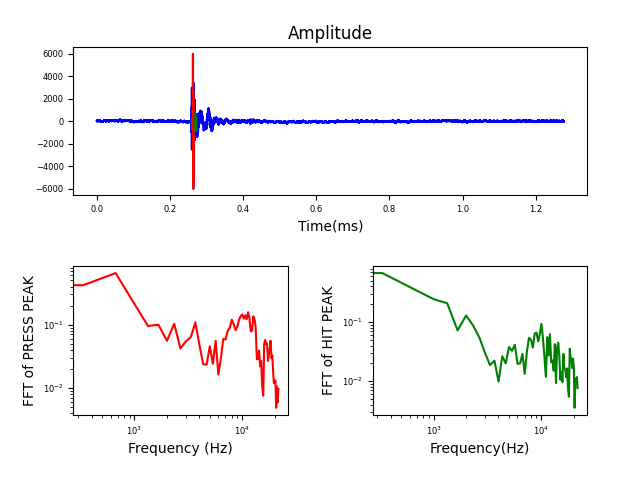 Amplitude
6000
4000
2000
0
−2000
−4000
−6000
0.0 0.2 0.4 0.6 0.8 1.0 1.2
Time(ms)
FFT of PRESS PEAK
10⁻¹
10⁻²
10³ 10⁴
Frequency (Hz)
FFT of HIT PEAK
10⁻¹
10⁻²
10³ 10⁴
Frequency(Hz)